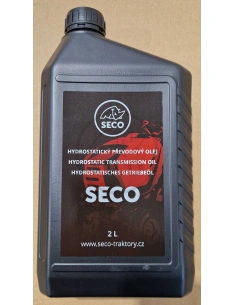 SECO
HYDROSTATICKÝ PŘEVODOVÝ OLEJ
HYDROSTATIC TRANSMISSION OIL
HYDROSTATISCHES GETRIEBEÖL
SECO
2 L
www.seco-traktory.cz